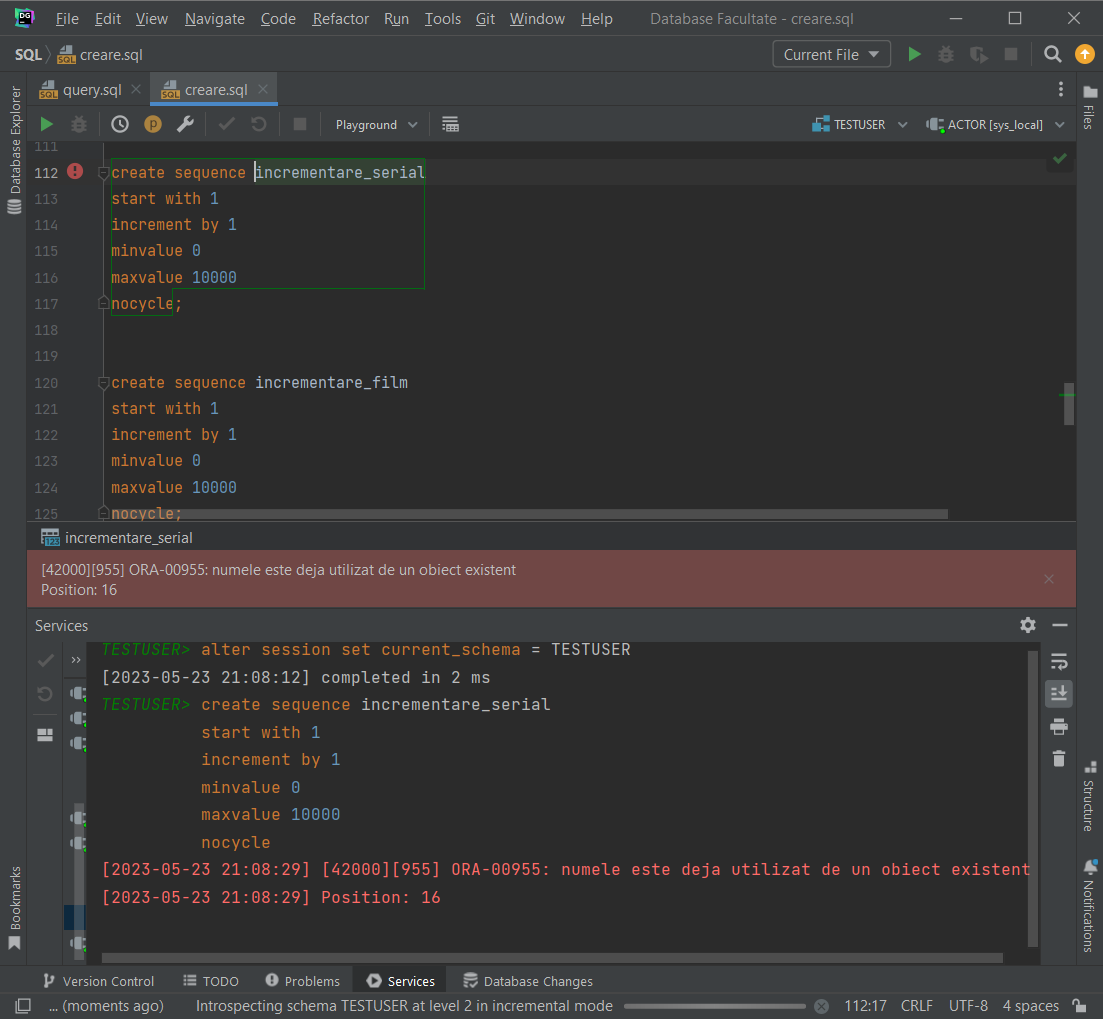 DG
File Edit View Navigate Code Refactor Run Tools Git Window Help Database Facultate - creare.sql
SQL creare.sql Current File
query.sql creare.sql
Database Explorer
Files
Playground TESTUSER ACTOR [sys_local]
111
112 create sequence incrementare_serial
113 start with 1
114 increment by 1
115 minvalue 0
116 maxvalue 10000
117 nocycle;
118
119
120 create sequence incrementare_film
121 start with 1
122 increment by 1
123 minvalue 0
124 maxvalue 10000
125 nocycle;
incrementare_serial
[42000][955] ORA-00955: numele este deja utilizat de un obiect existent
Position: 16
Services
TESTUSER> alter session set current_schema = TESTUSER
[2023-05-23 21:08:12] completed in 2 ms
TESTUSER> create sequence incrementare_serial
start with 1
increment by 1
minvalue 0
maxvalue 10000
nocycle
[2023-05-23 21:08:29] [42000][955] ORA-00955: numele este deja utilizat de un obiect existent
[2023-05-23 21:08:29] Position: 16
Structure
Bookmarks
Notifications
Version Control TODO Problems Services Database Changes
... (moments ago) Introspecting schema TESTUSER at level 2 in incremental mode 112:17 CRLF UTF-8 4 spaces